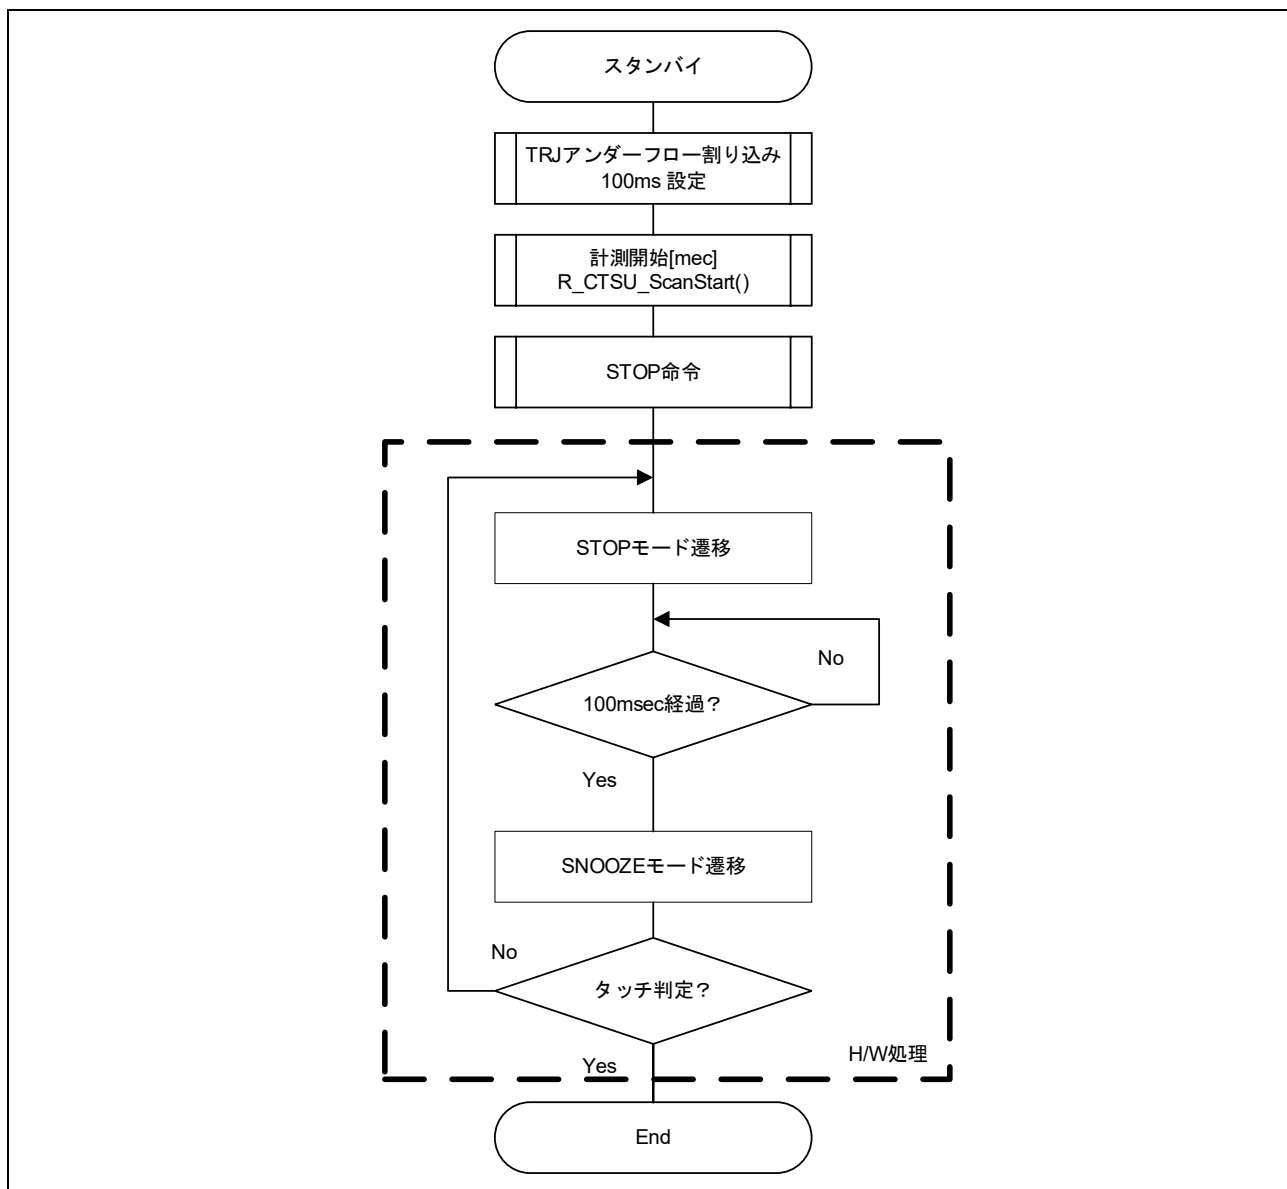 スタンバイ
TRJアンダーフロー割り込み
100ms 設定
計測開始[mec]
R_CTSU_ScanStart()
STOP命令
STOPモード遷移
No
100msec経過？
Yes
SNOOZEモード遷移
No
タッチ判定？
H/W処理
Yes
End